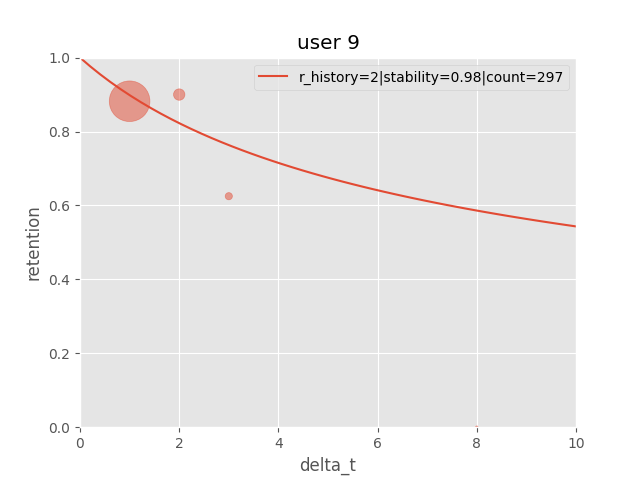 user 9
r_history=2|stability=0.98|count=297
retention
1.0
0.8
0.6
0.4
0.2
0.0
0 2 4 6 8 10
delta_t